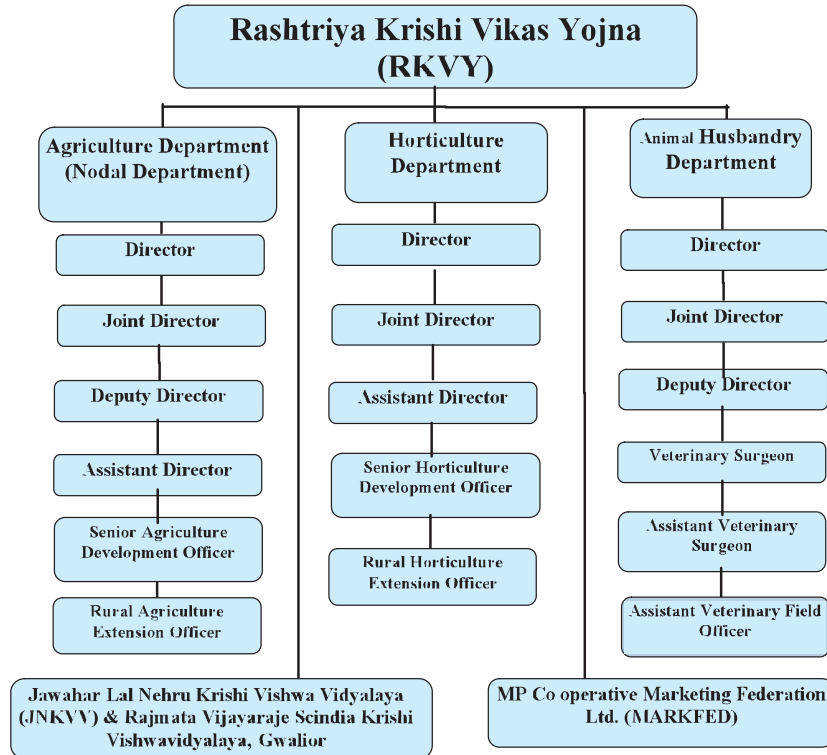 Rashtriya Krishi Vikas Yojna
(RKVY)
Agriculture Department
(Nodal Department)
Director
Joint Director
Deputy Director
Assistant Director
Senior Agriculture
Development Officer
Rural Agriculture
Extension Officer
Horticulture
Department
Director
Joint Director
Assistant Director
Senior Horticulture
Development Officer
Rural Horticulture
Extension Officer
Animal Husbandry
Department
Director
Joint Director
Deputy Director
Veterinary Surgeon
Assistant Veterinary
Surgeon
Assistant Veterinary Field
Officer
Jawahar Lal Nehru Krishi Vishwa Vidyalaya
(JNKVV) & Rajmata Vijayaraje Scindia Krishi
Vishwavidyalaya, Gwalior
MP Co operative Marketing Federation
Ltd. (MARKFED)